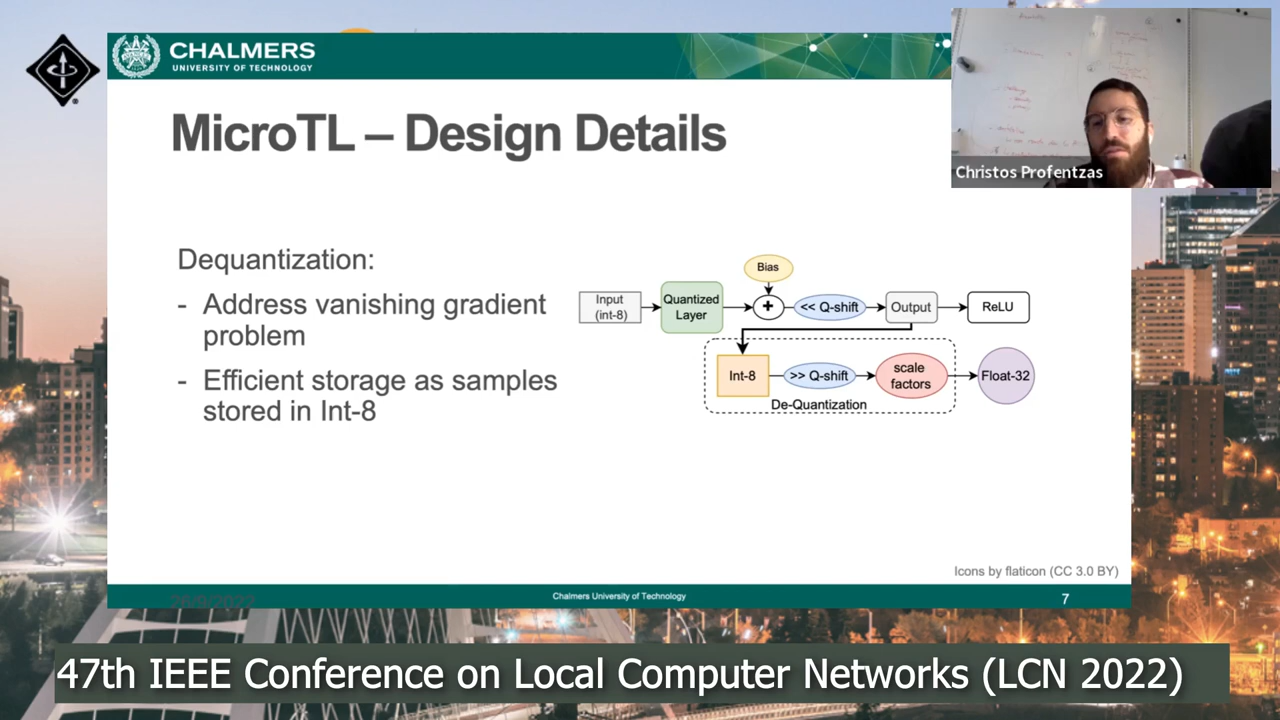 CHALMERS
UNIVERSITY OF TECHNOLOGY
MicroTL – Design Details
Christos Profentzas
Dequantization:
- Address vanishing gradient
problem
- Efficient storage as samples
stored in Int-8
Bias
Input
(int-8)
Quantized
Layer
+
<< Q-shift
Output
ReLU
Int-8
>> Q-shift
scale
factors
Float-32
De-Quantization
Icons by flaticon (CC 3.0 BY)
26/9/2022
Chalmers University of Technology
7
47th IEEE Conference on Local Computer Networks (LCN 2022)